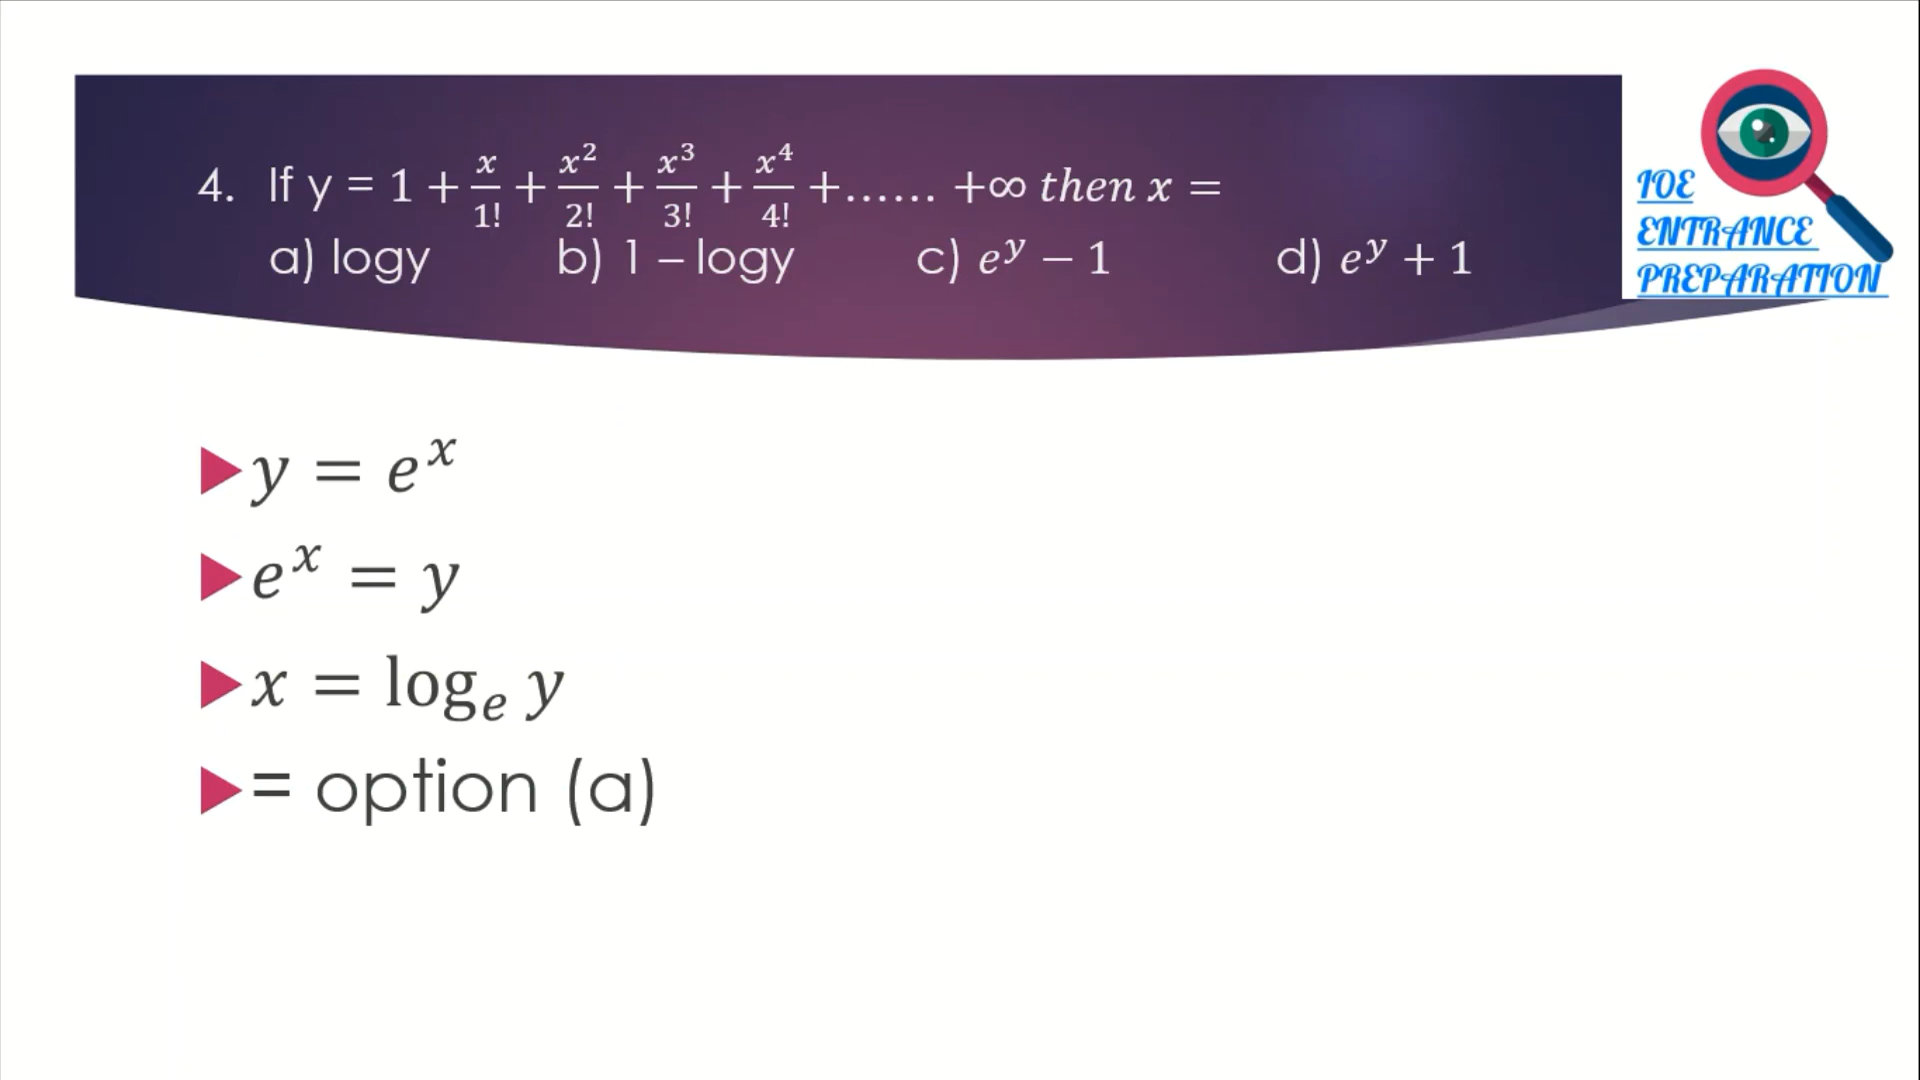 4. If y = 1 + x/1! + x²/2! + x³/3! + x⁴/4! +...... +∞ then x =
a) logy b) 1 – logy c) eʸ − 1 d) eʸ + 1
IOE
ENTRANCE
PREPARATION
y = eˣ
eˣ = y
x = logₑ y
= option (a)